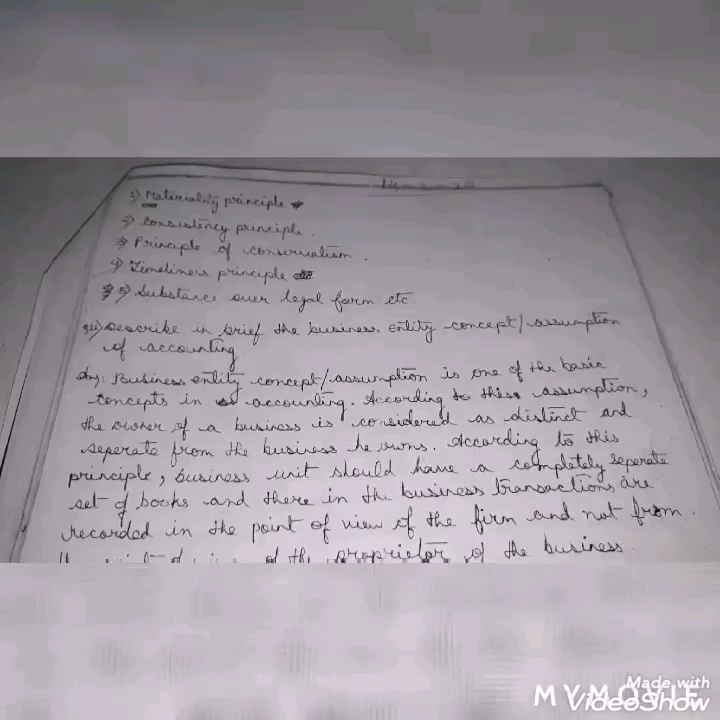 1) Materiality principle
⇒ Consistency principle.
3) Principle of conservatism.
4) Timeliness principle
5) Substance over legal form etc.
Describe in brief the business entity concept/assumption
of accounting
Ans: Business entity concept/assumption is one of the basic
concepts in accounting. According to this assumption,
the owner of a business is considered as distinct and
seperate from the business he owns. According to this
principle, business unit should have a completely seperate
set of books and there in the business transactions are
recorded in the point of view of the firm and not from
of the proprietor of the business
Made with
MYMOVIE
VideoShow